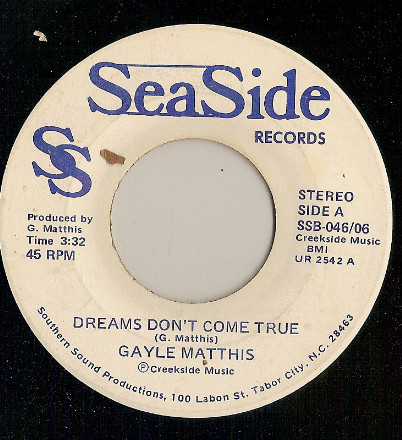 SeaSide
RECORDS
SS
Produced by
G. Matthis
Time 3:32
45 RPM
STEREO
SIDE A
SSB-046/06
Creekside Music
BMI
UR 2542 A
DREAMS DON'T COME TRUE
(G. Matthis)
GAYLE MATTHIS
Ⓟ Creekside Music
Southern Sound Productions, 100 Labon St. Tabor City, N.C. 28463